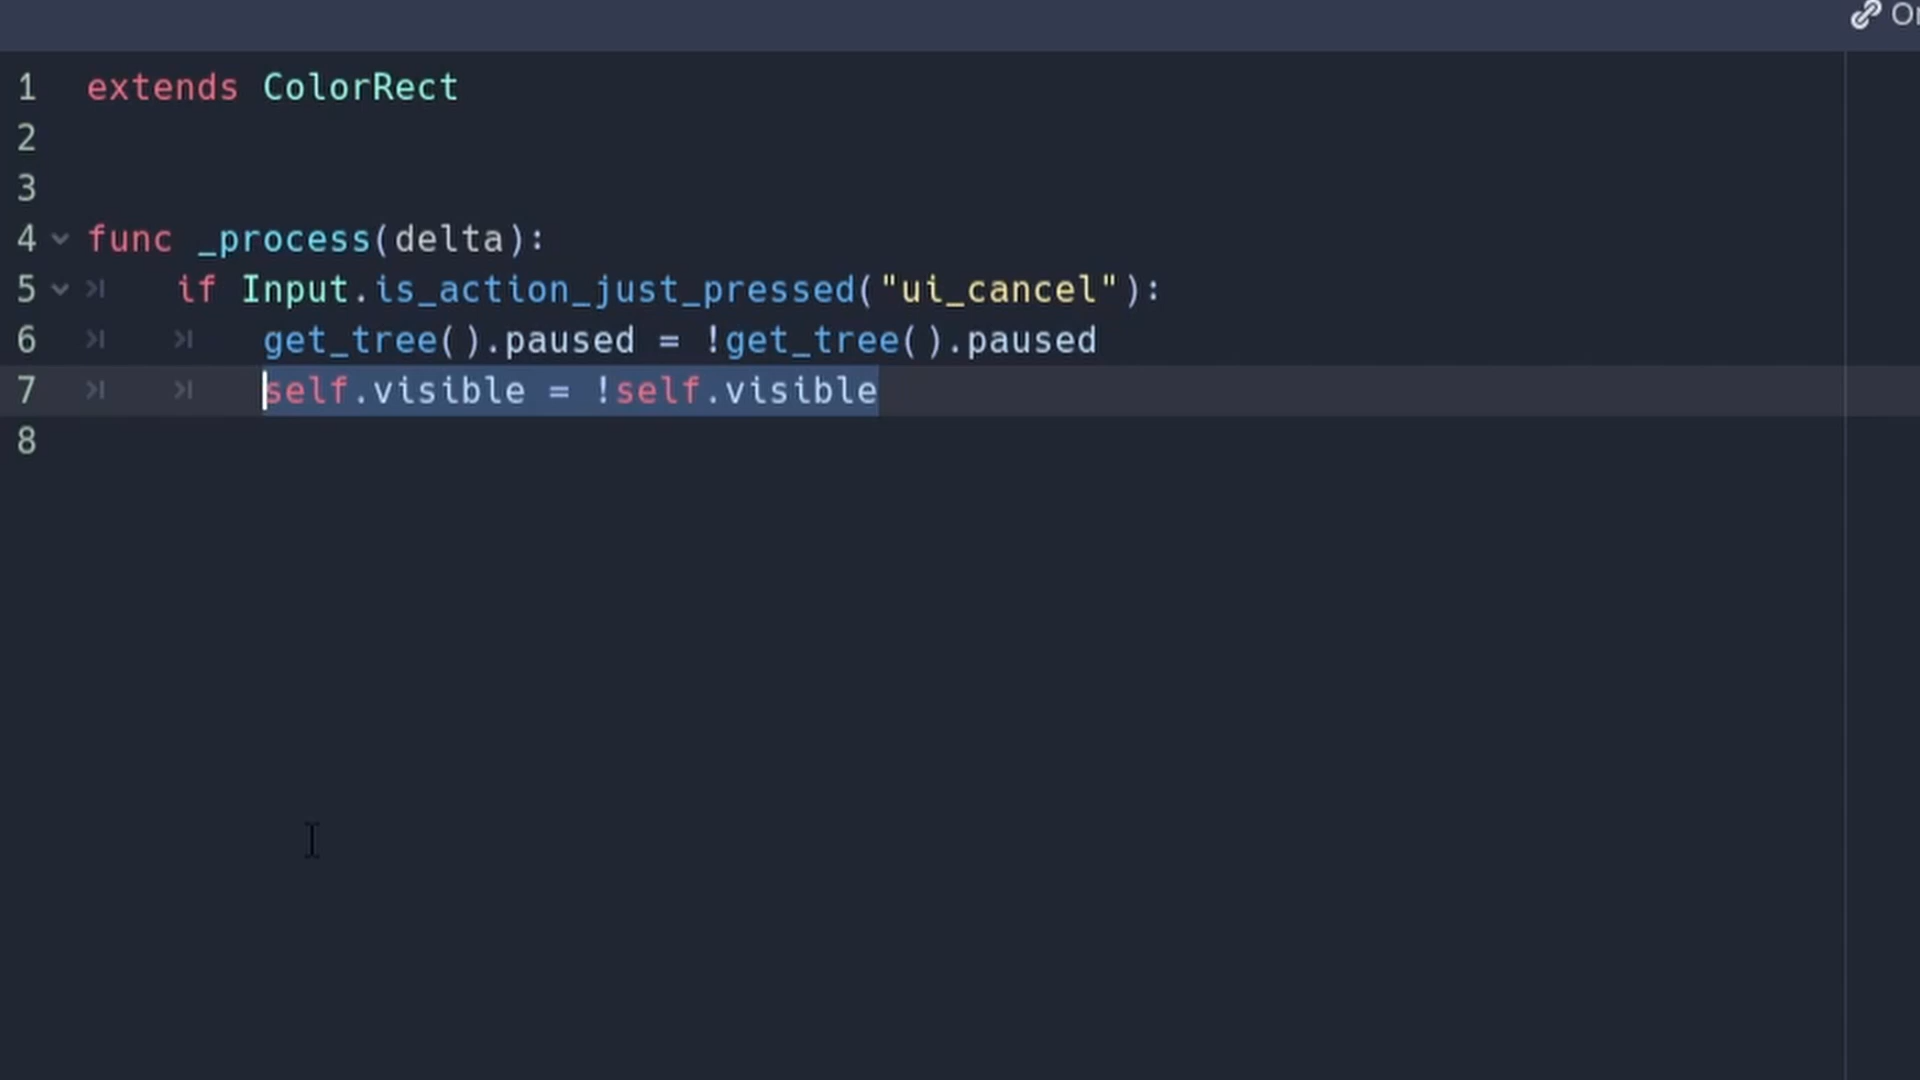 Or
1 extends ColorRect
2
3
4 func _process(delta):
5 if Input.is_action_just_pressed("ui_cancel"):
6 get_tree().paused = !get_tree().paused
7 self.visible = !self.visible
8